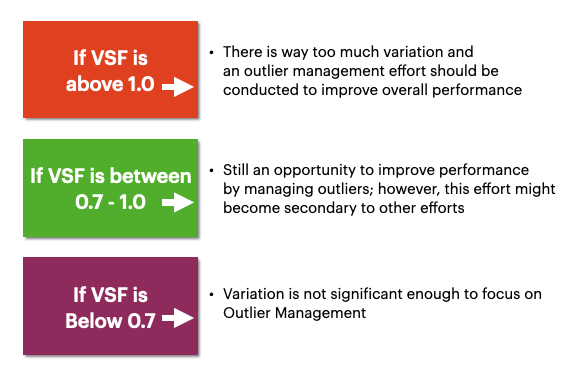 If VSF is
above 1.0
• There is way too much variation and
an outlier management effort should be
conducted to improve overall performance
If VSF is between
0.7 - 1.0
• Still an opportunity to improve performance
by managing outliers; however, this effort might
become secondary to other efforts
If VSF is
Below 0.7
• Variation is not significant enough to focus on
Outlier Management